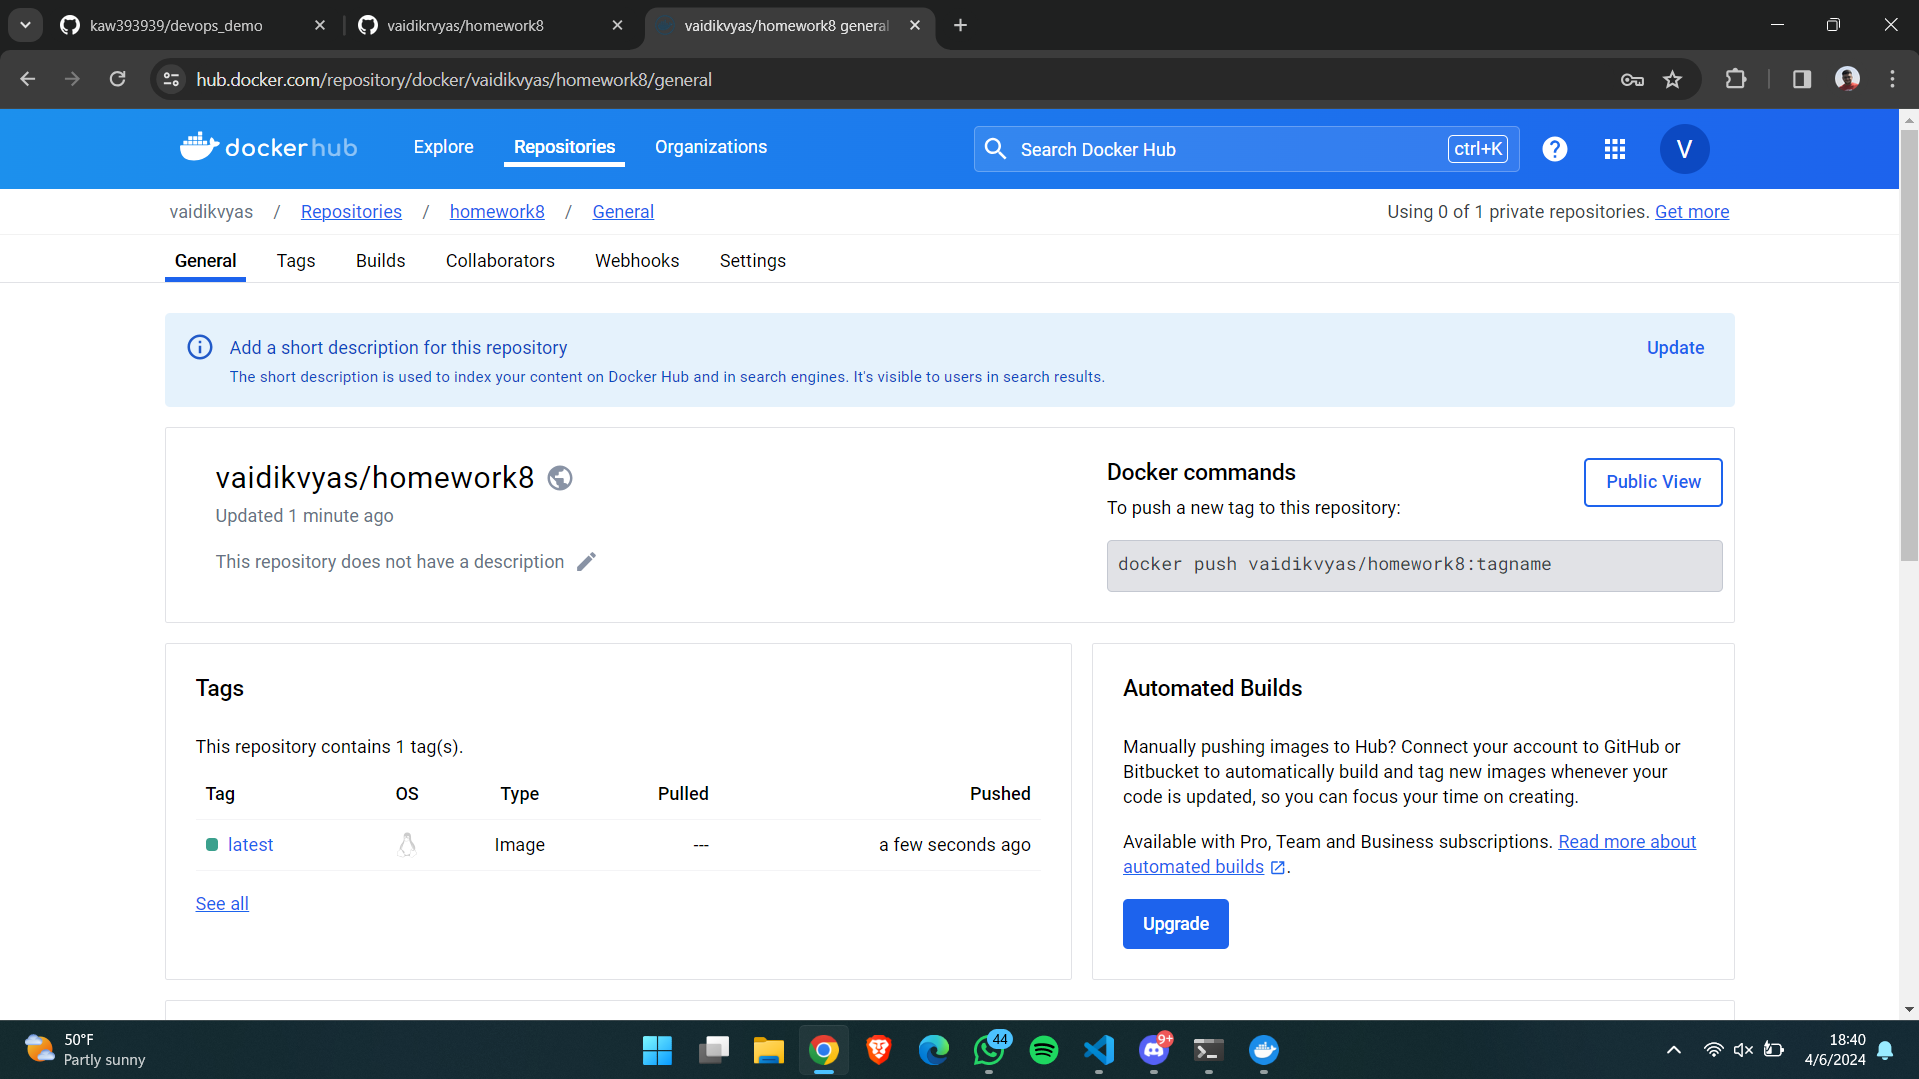 kaw393939/devops_demo
vaidikrvyas/homework8
vaidikvyas/homework8 general
hub.docker.com/repository/docker/vaidikvyas/homework8/general
dockerhub
Explore
Repositories
Organizations
Search Docker Hub
ctrl+K
?
V
vaidikvyas / Repositories / homework8 / General
Using 0 of 1 private repositories. Get more
General
Tags
Builds
Collaborators
Webhooks
Settings
Add a short description for this repository
Update
The short description is used to index your content on Docker Hub and in search engines. It's visible to users in search results.
vaidikvyas/homework8
Updated 1 minute ago
This repository does not have a description
Docker commands
Public View
To push a new tag to this repository:
docker push vaidikvyas/homework8:tagname
Tags
This repository contains 1 tag(s).
Tag OS Type Pulled Pushed
latest Image --- a few seconds ago
See all
Automated Builds
Manually pushing images to Hub? Connect your account to GitHub or
Bitbucket to automatically build and tag new images whenever your
code is updated, so you can focus your time on creating.
Available with Pro, Team and Business subscriptions. Read more about
automated builds .
Upgrade
50°F
Partly sunny
44
9+
18:40
4/6/2024